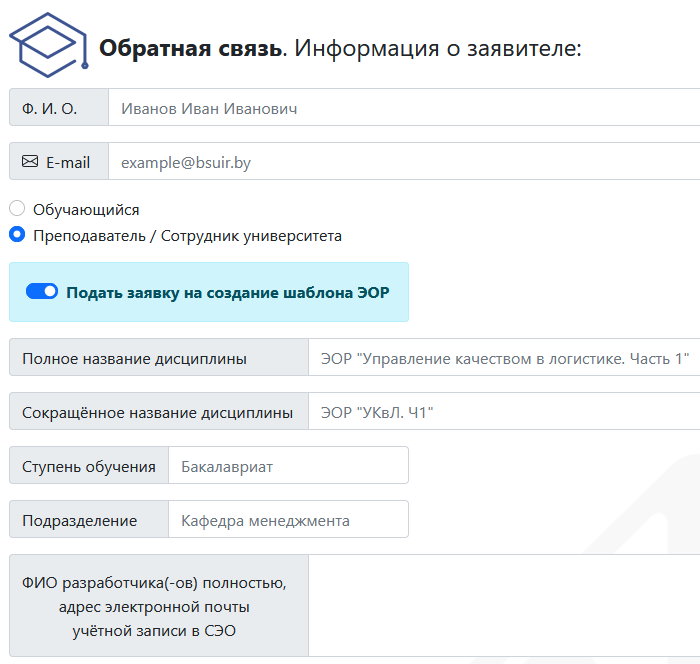 Обратная связь. Информация о заявителе:
Ф. И. О. Иванов Иван Иванович
E-mail example@bsuir.by
Обучающийся
Преподаватель / Сотрудник университета
Подать заявку на создание шаблона ЭОР
Полное название дисциплины ЭОР "Управление качеством в логистике. Часть 1"
Сокращённое название дисциплины ЭОР "УКвЛ. Ч1"
Ступень обучения Бакалавриат
Подразделение Кафедра менеджмента
ФИО разработчика(-ов) полностью,
адрес электронной почты
учётной записи в СЭО